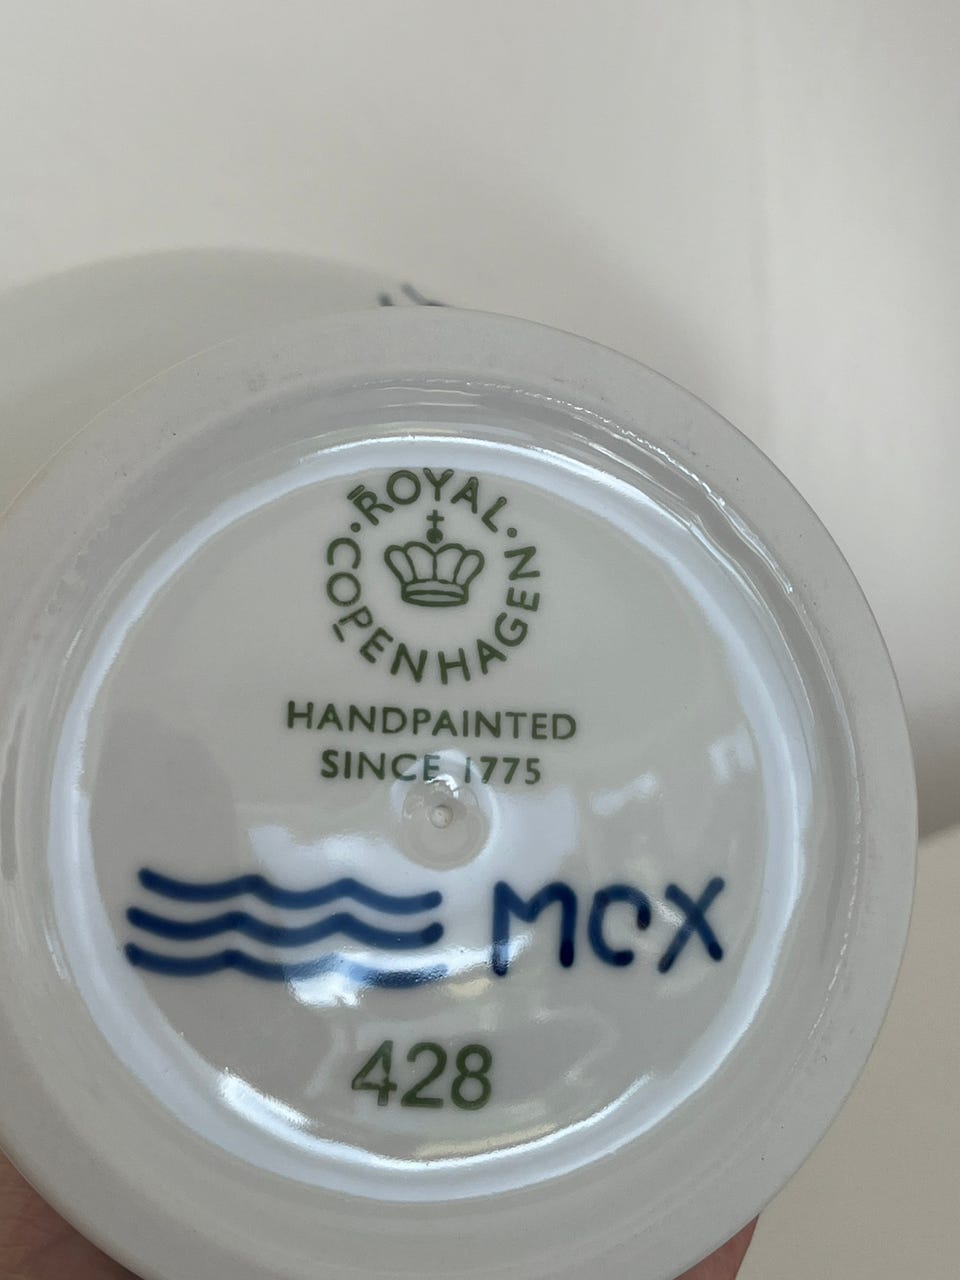 ROYAL
COPENHAGEN
HANDPAINTED
SINCE 1775
MCX
428